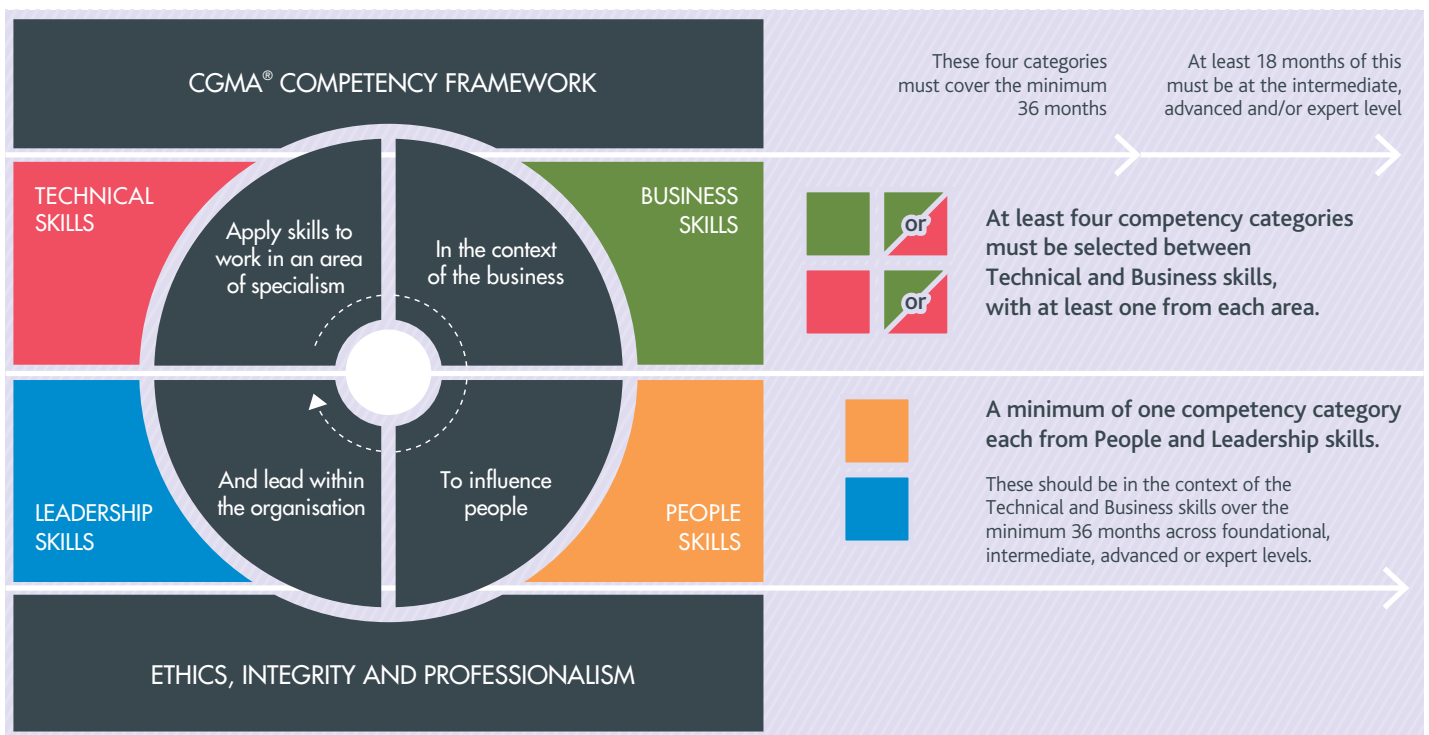 CGMA® COMPETENCY FRAMEWORK
These four categories
must cover the minimum
36 months
At least 18 months of this
must be at the intermediate,
advanced and/or expert level
TECHNICAL
SKILLS
Apply skills to
work in an area
of specialism
In the context
of the business
BUSINESS
SKILLS
or
or
At least four competency categories
must be selected between
Technical and Business skills,
with at least one from each area.
LEADERSHIP
SKILLS
And lead within
the organisation
To influence
people
PEOPLE
SKILLS
A minimum of one competency category
each from People and Leadership skills.
These should be in the context of the
Technical and Business skills over the
minimum 36 months across foundational,
intermediate, advanced or expert levels.
ETHICS, INTEGRITY AND PROFESSIONALISM